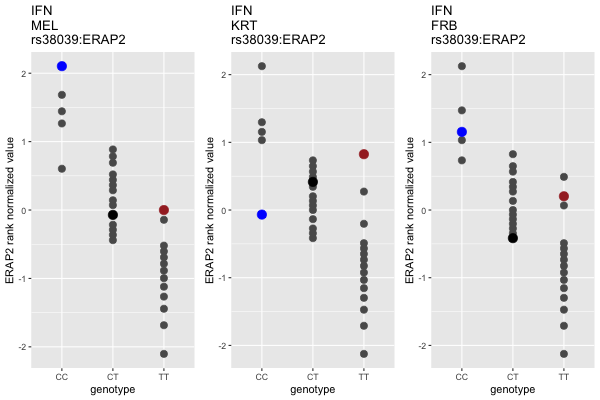 IFN
MEL
rs38039:ERAP2
ERAP2 rank normalized value
2
1
0
-1
-2
CC
CT
TT
genotype
IFN
KRT
rs38039:ERAP2
ERAP2 rank normalized value
2
1
0
-1
-2
CC
CT
TT
genotype
IFN
FRB
rs38039:ERAP2
ERAP2 rank normalized value
2
1
0
-1
-2
CC
CT
TT
genotype